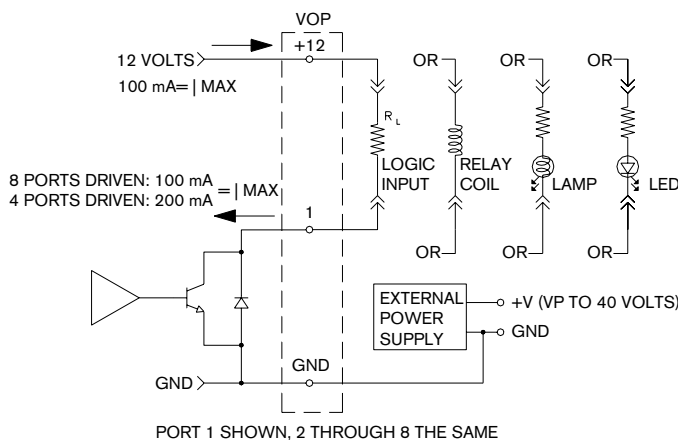 VOP
12 VOLTS
+12
100 mA= | MAX
OR
OR
OR
R L
LOGIC
INPUT
RELAY
COIL
LAMP
LED
8 PORTS DRIVEN: 100 mA
4 PORTS DRIVEN: 200 mA
= | MAX
1
OR
OR
OR
EXTERNAL
POWER
SUPPLY
+V (VP TO 40 VOLTS)
GND
GND
GND
PORT 1 SHOWN, 2 THROUGH 8 THE SAME